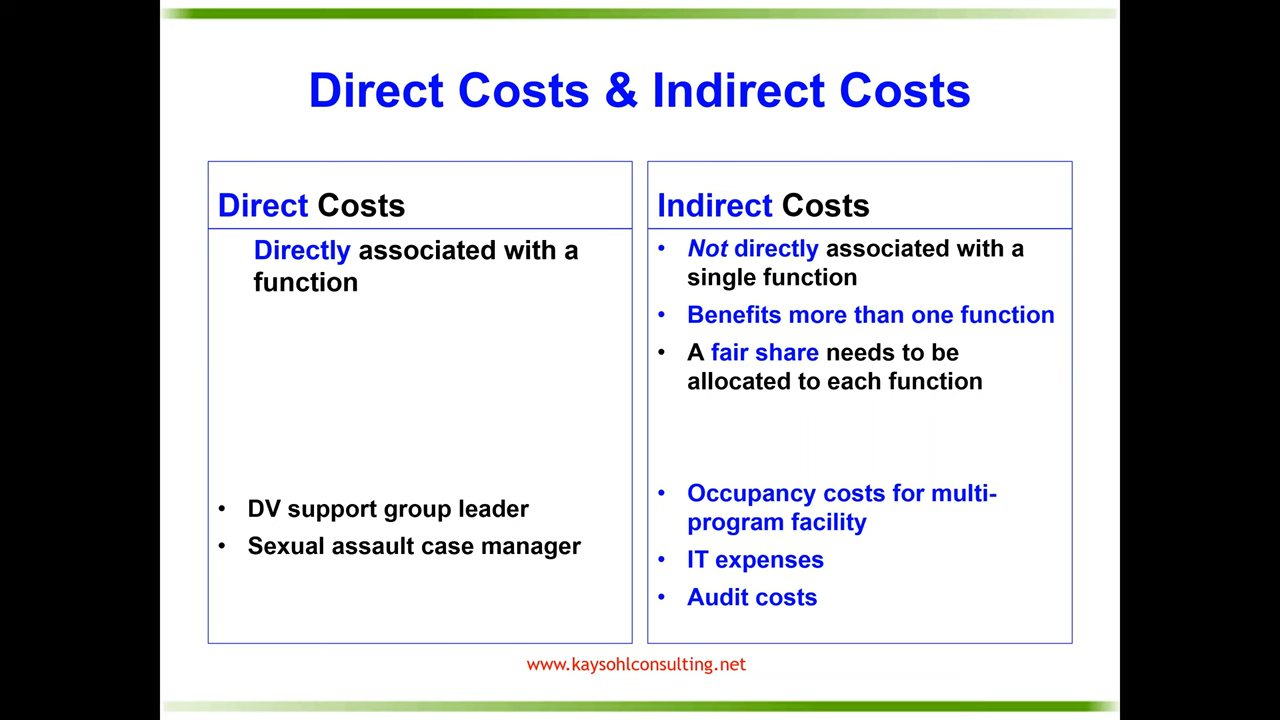 Direct Costs & Indirect Costs
Direct Costs
Directly associated with a
function
• DV support group leader
• Sexual assault case manager
Indirect Costs
• Not directly associated with a
single function
• Benefits more than one function
• A fair share needs to be
allocated to each function
• Occupancy costs for multi-
program facility
• IT expenses
• Audit costs
www.kaysohlconsulting.net